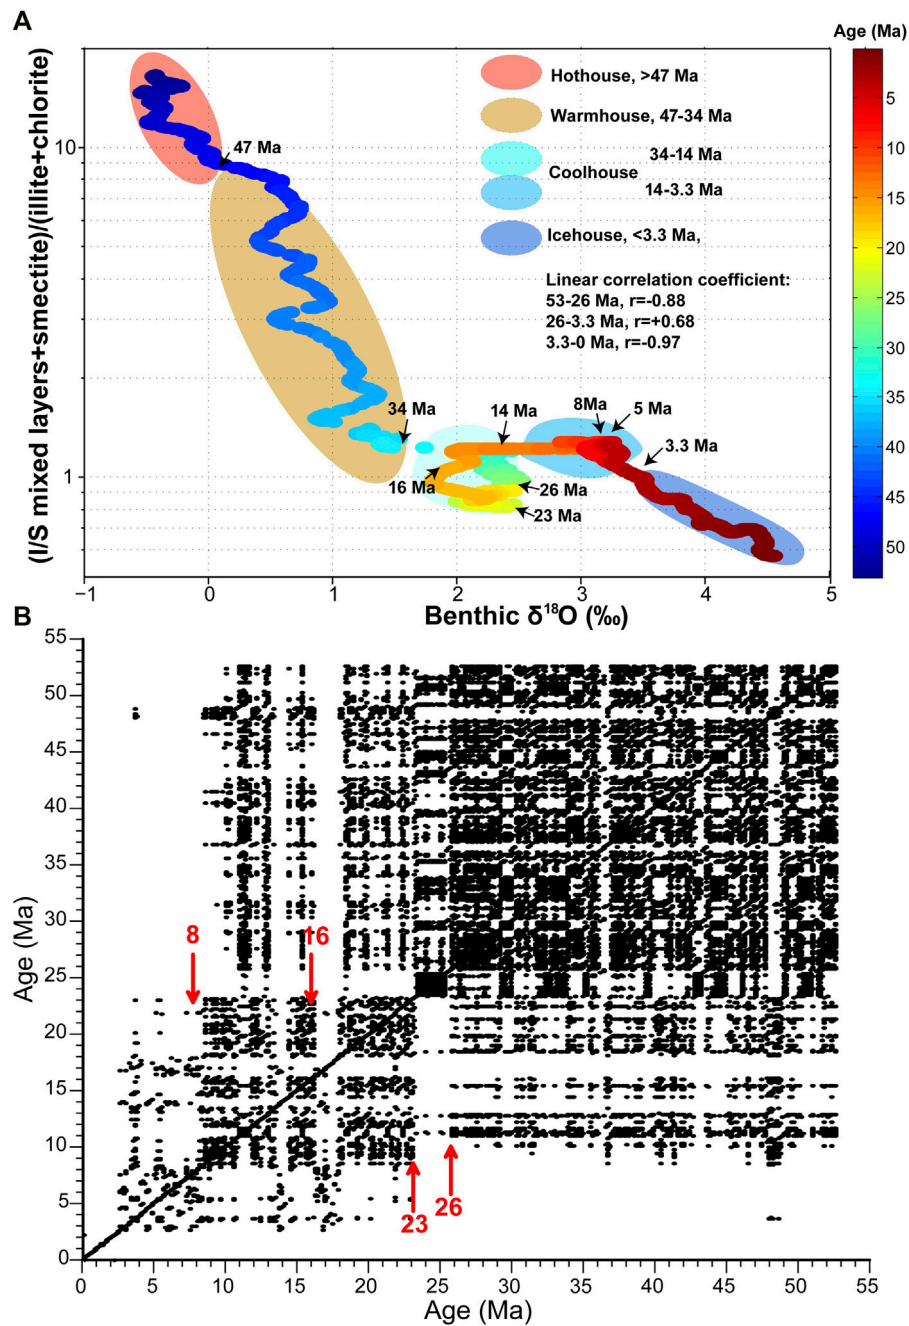 A
Age (Ma)
Hothouse, >47 Ma
Warmhouse, 47-34 Ma
34-14 Ma
Coolhouse
14-3.3 Ma
Icehouse, <3.3 Ma,
Linear correlation coefficient:
53-26 Ma, r=-0.88
26-3.3 Ma, r=+0.68
3.3-0 Ma, r=-0.97
47 Ma
34 Ma
14 Ma
8Ma
5 Ma
3.3 Ma
16 Ma
26 Ma
23 Ma
(I/S mixed layers+smectite)/(illite+chlorite)
10
1
−1 0 1 2 3 4 5
Benthic δ¹⁸O (‰)
5
10
15
20
25
30
35
40
45
50
B
55
50
45
40
35
30
25
20
15
10
5
0
Age (Ma)
8
16
23
26
0 5 10 15 20 25 30 35 40 45 50 55
Age (Ma)